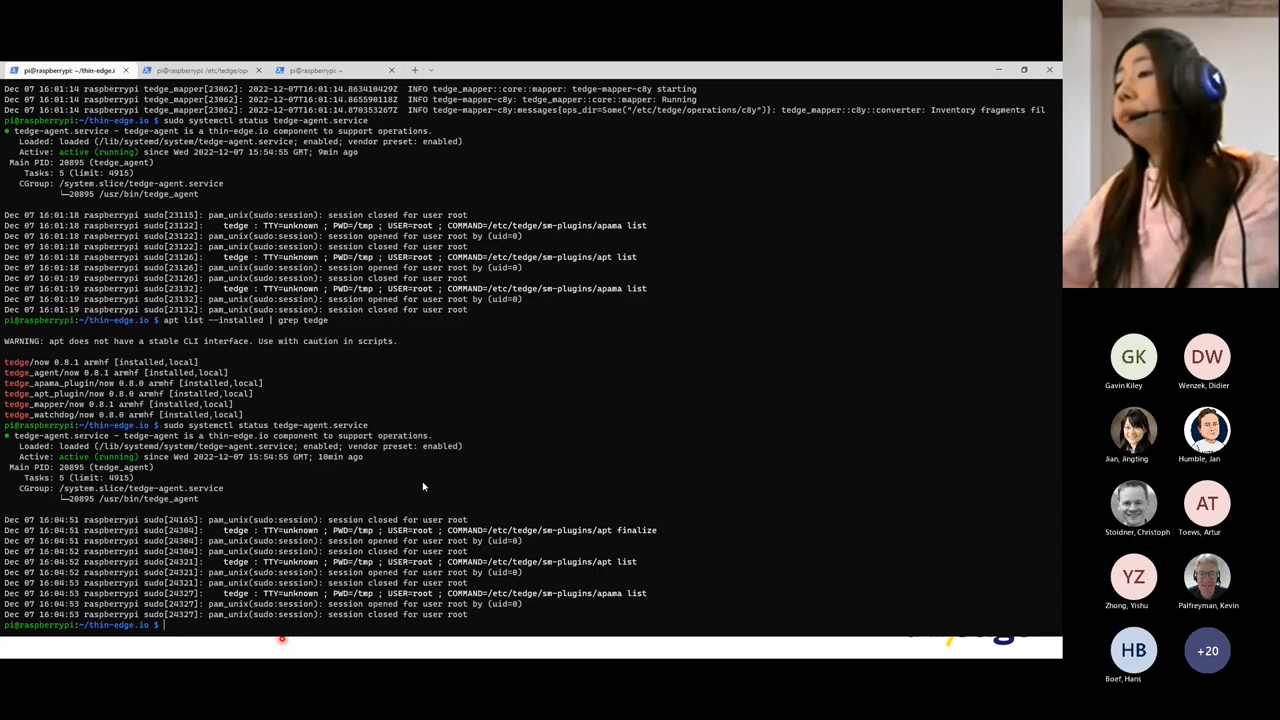 pi@raspberrypi: ~/thin-edge.i
pi@raspberrypi: /etc/tedge/op
pi@raspberrypi: ~
Dec 07 16:01:14 raspberrypi tedge_mapper[23062]: 2022-12-07T16:01:14.863410429Z  INFO tedge_mapper::core::mapper: tedge-mapper-c8y starting
Dec 07 16:01:14 raspberrypi tedge_mapper[23062]: 2022-12-07T16:01:14.865590118Z  INFO tedge-mapper-c8y: tedge_mapper::core::mapper: Running
Dec 07 16:01:14 raspberrypi tedge_mapper[23062]: 2022-12-07T16:01:14.870353267Z  INFO tedge-mapper-c8y:messages{ops_dir=Some("/etc/tedge/operations/c8y")}: tedge_mapper::c8y::converter: Inventory fragments fil
pi@raspberrypi:~/thin-edge.io $ sudo systemctl status tedge-agent.service
● tedge-agent.service - tedge-agent is a thin-edge.io component to support operations.
Loaded: loaded (/lib/systemd/system/tedge-agent.service; enabled; vendor preset: enabled)
Active: active (running) since Wed 2022-12-07 15:54:55 GMT; 9min ago
Main PID: 20895 (tedge_agent)
Tasks: 5 (limit: 4915)
CGroup: /system.slice/tedge-agent.service
└─20895 /usr/bin/tedge_agent
Dec 07 16:01:18 raspberrypi sudo[23115]: pam_unix(sudo:session): session closed for user root
Dec 07 16:01:18 raspberrypi sudo[23122]:    tedge : TTY=unknown ; PWD=/tmp ; USER=root ; COMMAND=/etc/tedge/sm-plugins/apama list
Dec 07 16:01:18 raspberrypi sudo[23122]: pam_unix(sudo:session): session opened for user root by (uid=0)
Dec 07 16:01:18 raspberrypi sudo[23122]: pam_unix(sudo:session): session closed for user root
Dec 07 16:01:18 raspberrypi sudo[23126]:    tedge : TTY=unknown ; PWD=/tmp ; USER=root ; COMMAND=/etc/tedge/sm-plugins/apt list
Dec 07 16:01:18 raspberrypi sudo[23126]: pam_unix(sudo:session): session opened for user root by (uid=0)
Dec 07 16:01:19 raspberrypi sudo[23126]: pam_unix(sudo:session): session closed for user root
Dec 07 16:01:19 raspberrypi sudo[23132]:    tedge : TTY=unknown ; PWD=/tmp ; USER=root ; COMMAND=/etc/tedge/sm-plugins/apama list
Dec 07 16:01:19 raspberrypi sudo[23132]: pam_unix(sudo:session): session opened for user root by (uid=0)
Dec 07 16:01:19 raspberrypi sudo[23132]: pam_unix(sudo:session): session closed for user root
pi@raspberrypi:~/thin-edge.io $ apt list --installed | grep tedge
WARNING: apt does not have a stable CLI interface. Use with caution in scripts.
tedge/now 0.8.1 armhf [installed,local]
tedge_agent/now 0.8.1 armhf [installed,local]
tedge_apama_plugin/now 0.8.0 armhf [installed,local]
tedge_apt_plugin/now 0.8.0 armhf [installed,local]
tedge_mapper/now 0.8.1 armhf [installed,local]
tedge_watchdog/now 0.8.0 armhf [installed,local]
pi@raspberrypi:~/thin-edge.io $ sudo systemctl status tedge-agent.service
● tedge-agent.service - tedge-agent is a thin-edge.io component to support operations.
Loaded: loaded (/lib/systemd/system/tedge-agent.service; enabled; vendor preset: enabled)
Active: active (running) since Wed 2022-12-07 15:54:55 GMT; 10min ago
Main PID: 20895 (tedge_agent)
Tasks: 5 (limit: 4915)
CGroup: /system.slice/tedge-agent.service
└─20895 /usr/bin/tedge_agent
Dec 07 16:04:51 raspberrypi sudo[24165]: pam_unix(sudo:session): session closed for user root
Dec 07 16:04:51 raspberrypi sudo[24304]:    tedge : TTY=unknown ; PWD=/tmp ; USER=root ; COMMAND=/etc/tedge/sm-plugins/apt finalize
Dec 07 16:04:51 raspberrypi sudo[24304]: pam_unix(sudo:session): session opened for user root by (uid=0)
Dec 07 16:04:51 raspberrypi sudo[24304]: pam_unix(sudo:session): session closed for user root
Dec 07 16:04:52 raspberrypi sudo[24321]:    tedge : TTY=unknown ; PWD=/tmp ; USER=root ; COMMAND=/etc/tedge/sm-plugins/apt list
Dec 07 16:04:52 raspberrypi sudo[24321]: pam_unix(sudo:session): session opened for user root by (uid=0)
Dec 07 16:04:53 raspberrypi sudo[24321]: pam_unix(sudo:session): session closed for user root
Dec 07 16:04:53 raspberrypi sudo[24327]:    tedge : TTY=unknown ; PWD=/tmp ; USER=root ; COMMAND=/etc/tedge/sm-plugins/apama list
Dec 07 16:04:53 raspberrypi sudo[24327]: pam_unix(sudo:session): session opened for user root by (uid=0)
Dec 07 16:04:53 raspberrypi sudo[24327]: pam_unix(sudo:session): session closed for user root
pi@raspberrypi:~/thin-edge.io $
GK
DW
Gavin Kiley
Wenzek, Didier
Jian, Jingting
Humble, Jan
AT
Stoidner, Christoph
Toews, Artur
YZ
Zhong, Yishu
Palfreyman, Kevin
HB
+20
Boef, Hans